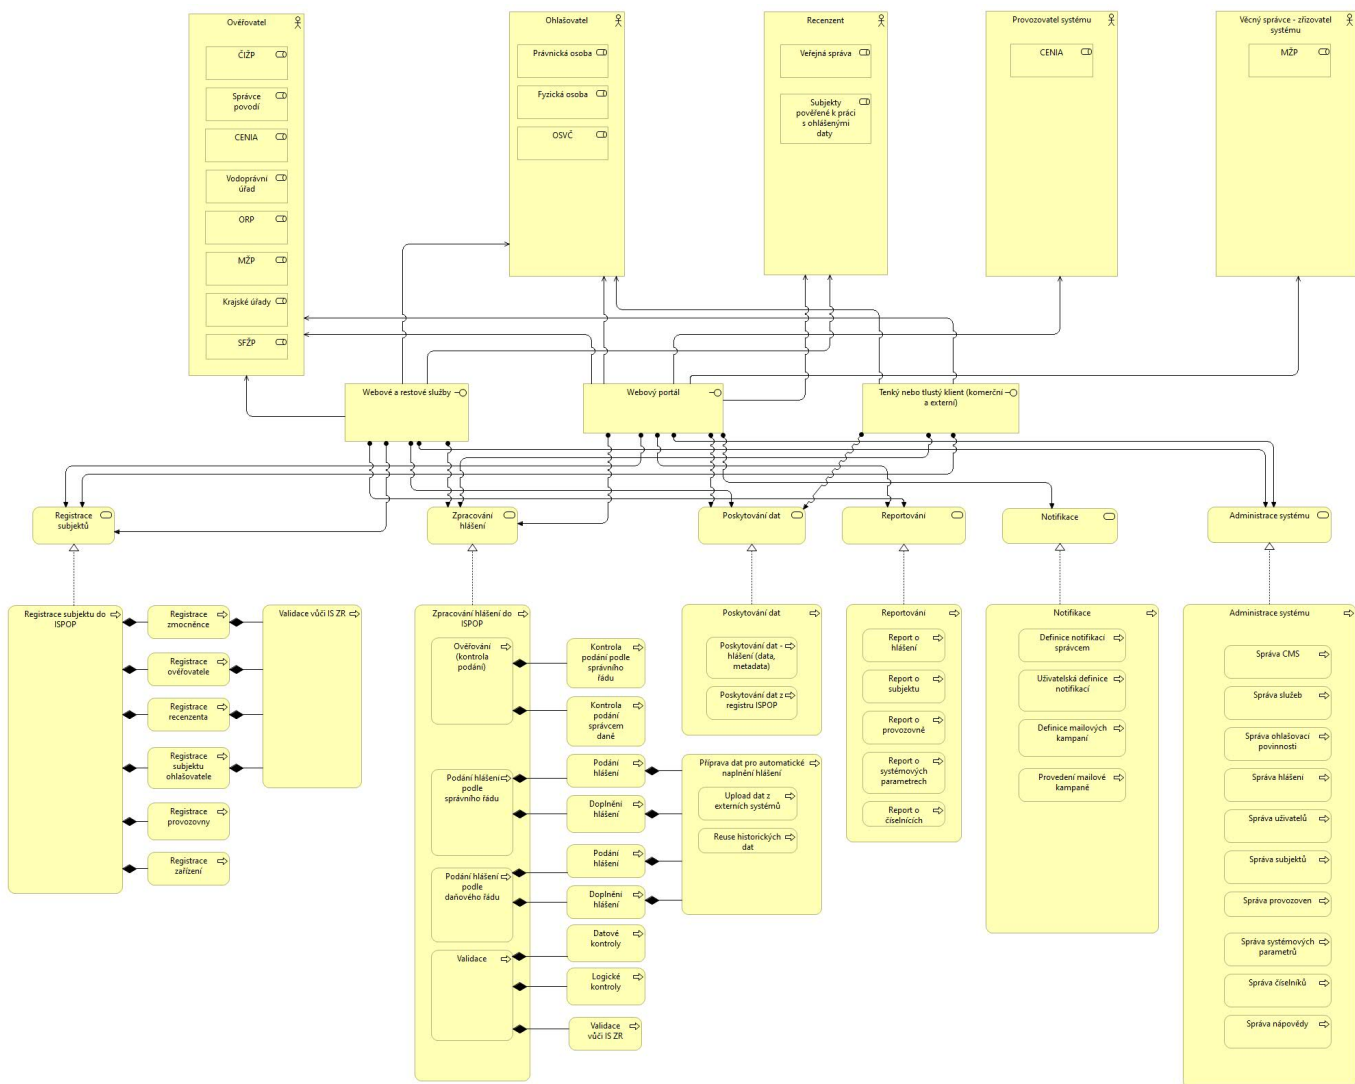 Ověřovatel
ČIŽP
Správce
povodí
CENIA
Vodoprávní
úřad
ORP
MŽP
Krajské úřady
SFŽP
Ohlašovatel
Právnická osoba
Fyzická osoba
OSVČ
Recenzent
Veřejná správa
Subjekty
pověřené k práci
s ohlášenými
daty
Provozovatel systému
CENIA
Věcný správce - zřizovatel
systému
MŽP
Webové a restové služby
Webový portál
Tenký nebo tlustý klient (komerční
a externí)
Registrace
subjektů
Zpracování
hlášení
Poskytování dat
Reportování
Notifikace
Administrace systému
Registrace subjektu do
ISPOP
Registrace
zmocněnce
Registrace
ověřovatele
Registrace
recenzenta
Registrace
subjektu
ohlašovatele
Registrace
provozovny
Registrace
zařízení
Validace vůči IS ZR
Zpracování hlášení do
ISPOP
Ověřování
(kontrola
podání)
Kontrola
podání podle
správního
řádu
Kontrola
podání
správcem
daně
Podání hlášení
podle
správního řádu
Podání
hlášení
Doplnění
hlášení
Podání hlášení
podle
daňového řádu
Podání
hlášení
Doplnění
hlášení
Validace
Datové
kontroly
Logické
kontroly
Validace
vůči IS ZR
Poskytování dat
Poskytování dat -
hlášení (data,
metadata)
Poskytování dat z
registru ISPOP
Příprava dat pro automatické
naplnění hlášení
Upload dat z
externích systémů
Reuse historických
dat
Reportování
Report o
hlášení
Report o
subjektu
Report o
provozovně
Report o
systémových
parametrech
Report o
číselnících
Notifikace
Definice notifikací
správcem
Uživatelská definice
notifikací
Definice mailových
kampaní
Provedení mailové
kampaně
Administrace systému
Správa CMS
Správa služeb
Správa ohlašovací
povinnosti
Správa hlášení
Správa uživatelů
Správa subjektů
Správa provozoven
Správa systémových
parametrů
Správa číselníků
Správa nápovědy